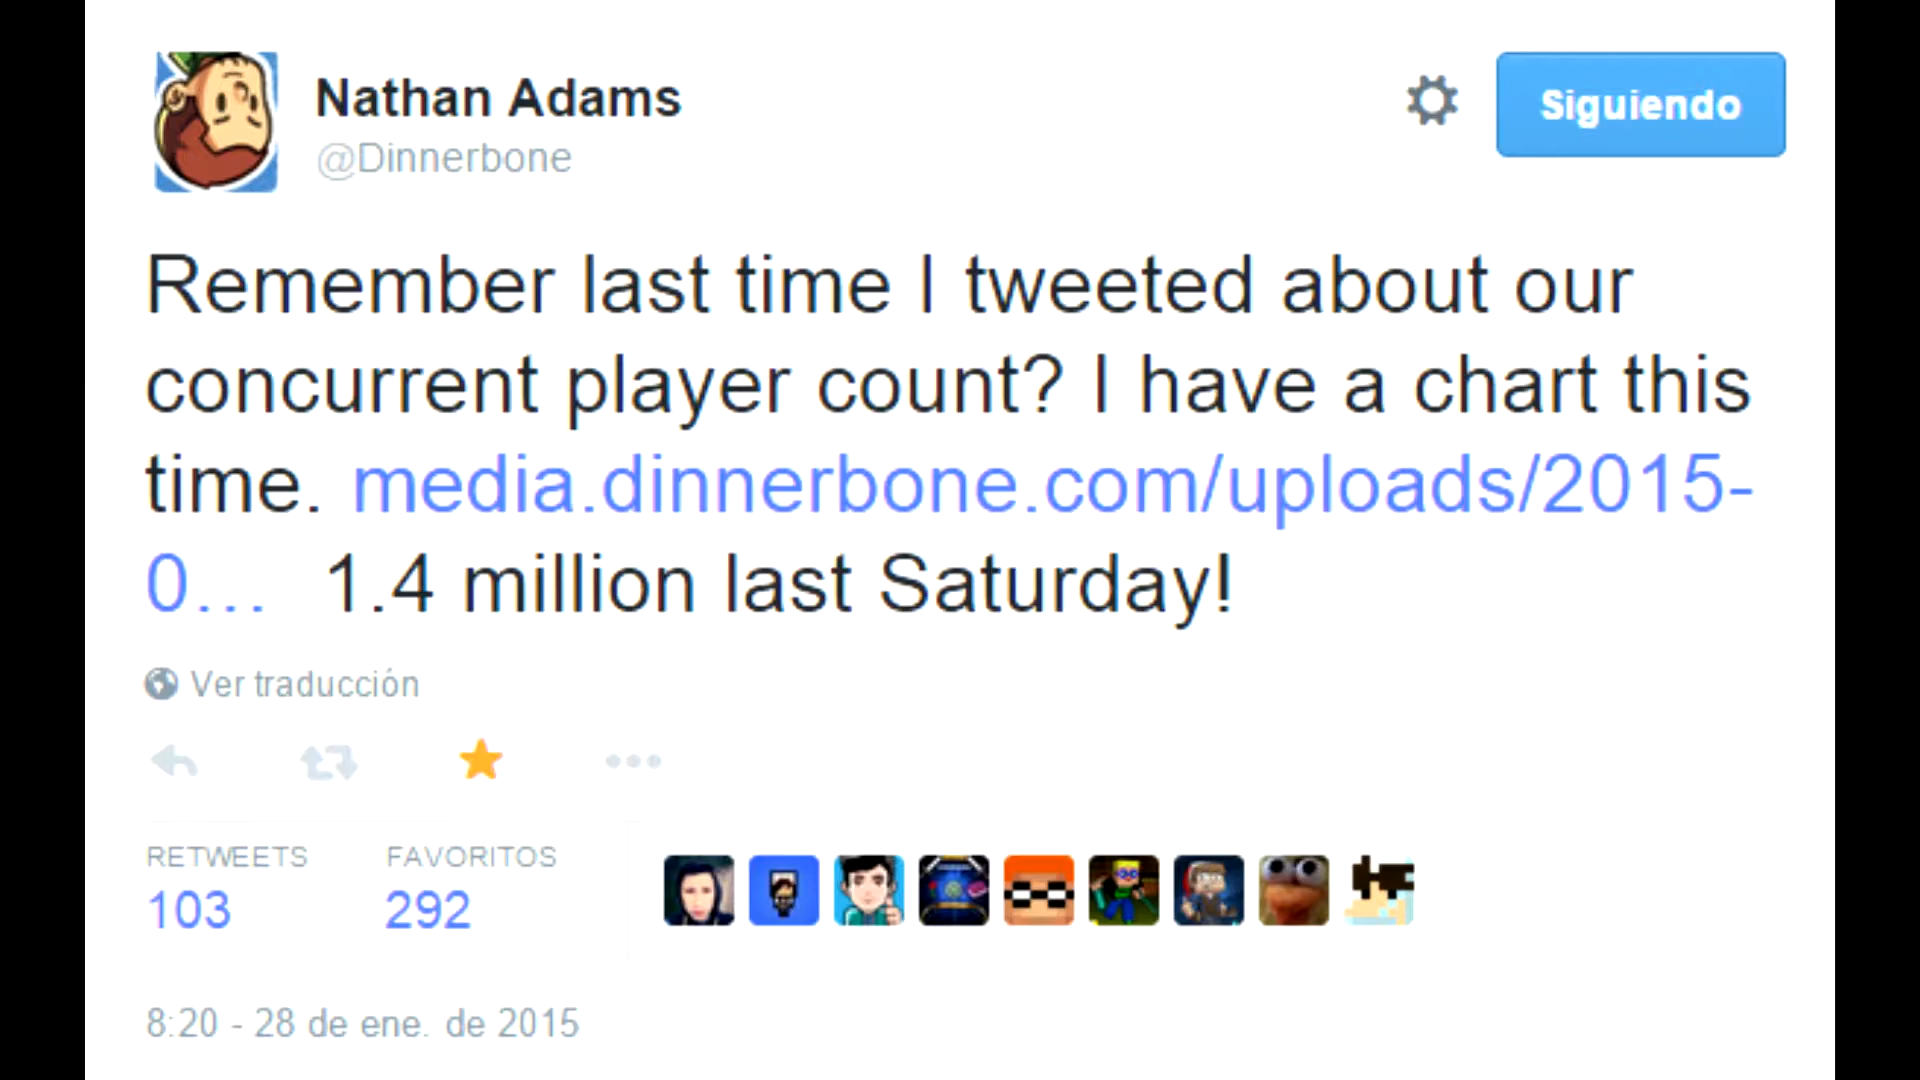 Nathan Adams
@Dinnerbone
Siguiendo
Remember last time I tweeted about our
concurrent player count? I have a chart this
time. media.dinnerbone.com/uploads/2015-
0… 1.4 million last Saturday!
Ver traducción
RETWEETS FAVORITOS
103 292
8:20 - 28 de ene. de 2015